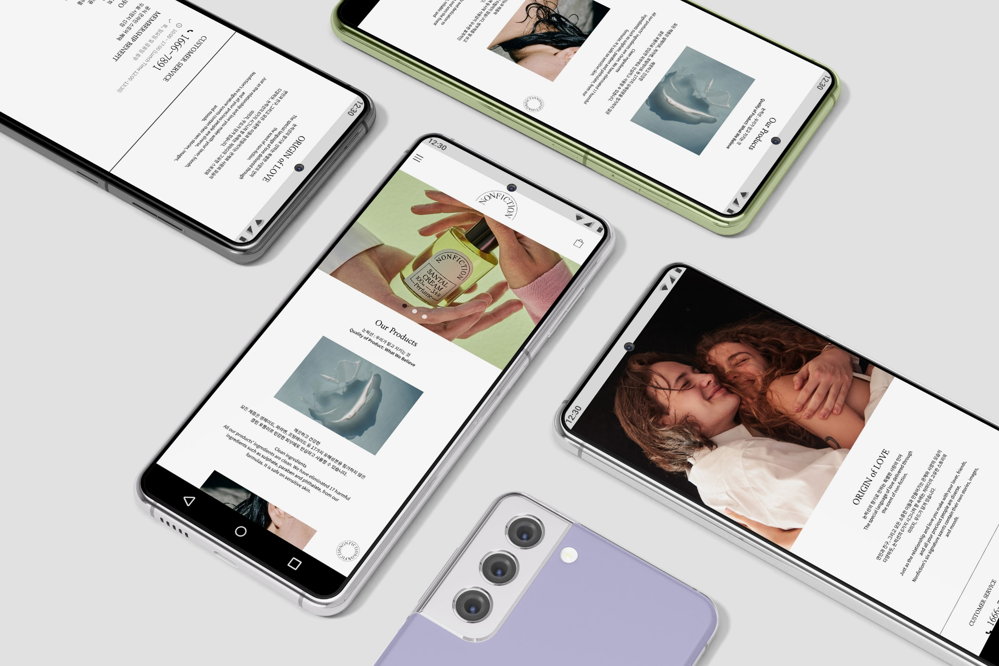 12:30
NONFICTION
NONFICTION
SANTAL
CREAM
100ML — 3.4
Perfume
Our Products
논픽션 : 우리가 믿고 지키는 것
Quality of Product: What We Believe
깨끗하고 건강한
모든 제품은 설페이트, 파라벤, 프탈레이트 등 17가지 유해성분을 첨가하지 않은
클린 포뮬러로 민감한 피부에도 안심하고 사용할 수 있습니다.
Clean ingredients
All our products' ingredients are clean. We have eliminated 17 harmful
ingredients such as sulphate, paraben and phthalate, from our
formulas. It is safe on sensitive skin.
NONFICTIONNONFICTION
12:30
ORIGIN of LOVE
논픽션의 향기로 전하는 특별한 사랑의 언어
The special language of love delivered through
the scent of non-fiction.
연인과 친구, 그리고 모든 소중한 이들과 만들어가는 관계와 사랑의 모습이
다양하듯, 논픽션의 6가지 시그니처 향 속에는 저마다의 고유한 스토리와
이미지, 무드가 담겨 있습니다.
Just as the relationship and love you make with your lover, friends,
and all your precious people are diverse,
Nonfiction's six signature scents contain their own stories, images,
and moods.
CUSTOMER SERVICE
1666-7891
10:00 ~ 17:00 (Lunch Time 12:00-13:30)
토, 일요일 및 공휴일 휴무
MEMBERSHIP BENEFIT
공식 온라인 스토어 혜택
12:30
Our Products
논픽션 : 우리가 믿고 지키는 것
Quality of Product: What We Believe
깨끗하고 건강한
모든 제품은 설페이트, 파라벤, 프탈레이트 등 17가지 유해성분을 첨가하지 않은
클린 포뮬러로 민감한 피부에도 안심하고 사용할 수 있습니다.
Clean ingredients
All our products' ingredients are clean. We have eliminated 17 harmful
ingredients such as sulphate, paraben and phthalate, from our
formulas. It is safe on sensitive skin.
NONFICTIONNONFICTION
and dedication to
and uses the finest
reliable and
12:30
ORIGIN of LOVE
논픽션의 향기로 전하는 특별한 사랑의 언어
The special language of love delivered through
the scent of non-fiction.
연인과 친구, 그리고 모든 소중한 이들과 만들어가는 관계와 사랑의 모습이
다양하듯, 논픽션의 6가지 시그니처 향 속에는 저마다의 고유한 스토리와
이미지, 무드가 담겨 있습니다.
Just as the relationship and love you make with your lover, friends,
and all your precious people are diverse,
Nonfiction's six signature scents contain their own stories, images,
and moods.
CUSTOMER SERVICE
1666-7